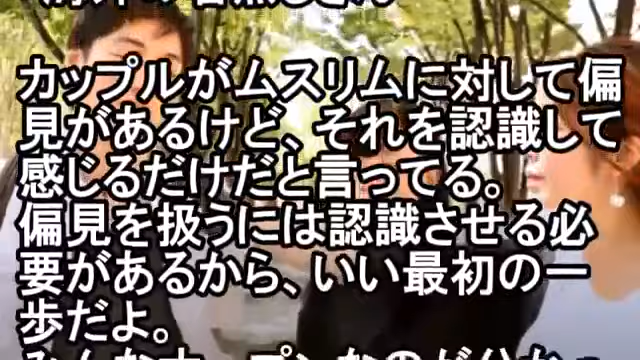 カップルがムスリムに対して偏
見があるけど、それを認識して
感じるだけだと言ってる。
偏見を扱うには認識させる必
要があるから、いい最初の一
歩だよ。